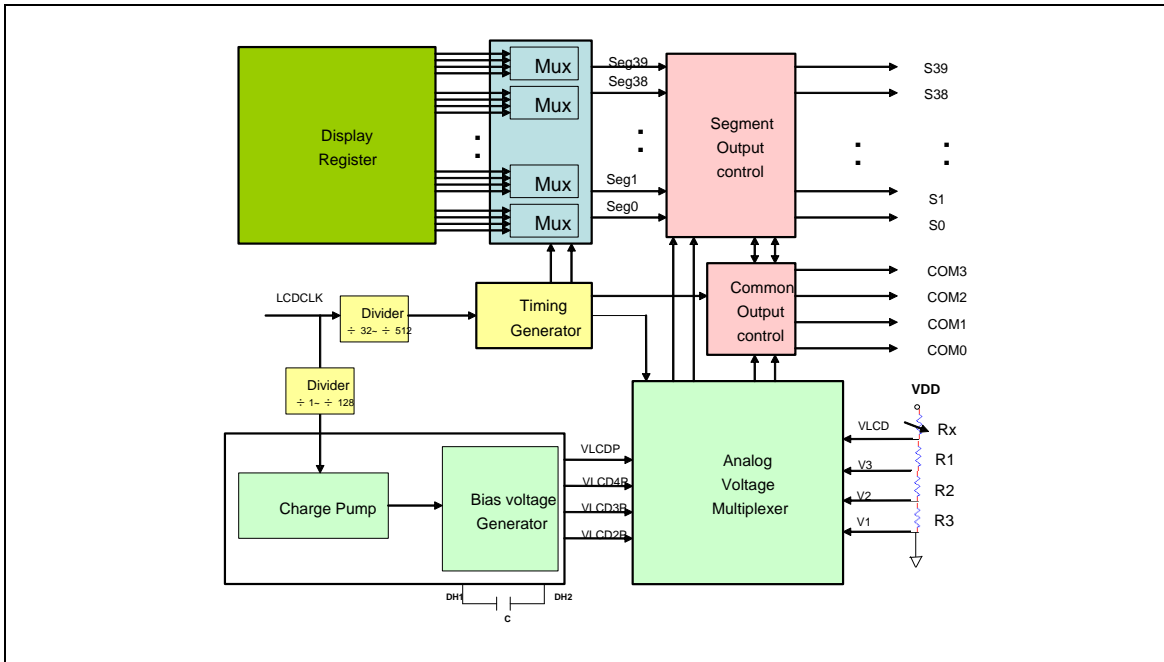 Display
Register
Mux
Mux
Mux
Mux
Seg39
Seg38
Seg1
Seg0
Segment
Output
control
S39
S38
S1
S0
COM3
COM2
COM1
COM0
Common
Output
control
LCDCLK
Divider
÷ 32~ ÷ 512
Timing
Generator
Divider
÷ 1~ ÷ 128
Charge Pump
Bias voltage
Generator
VLCDP
VLCD4R
VLCD3R
VLCD2R
DH1
DH2
C
Analog
Voltage
Multiplexer
VDD
VLCD
Rx
V3
R1
V2
R2
V1
R3